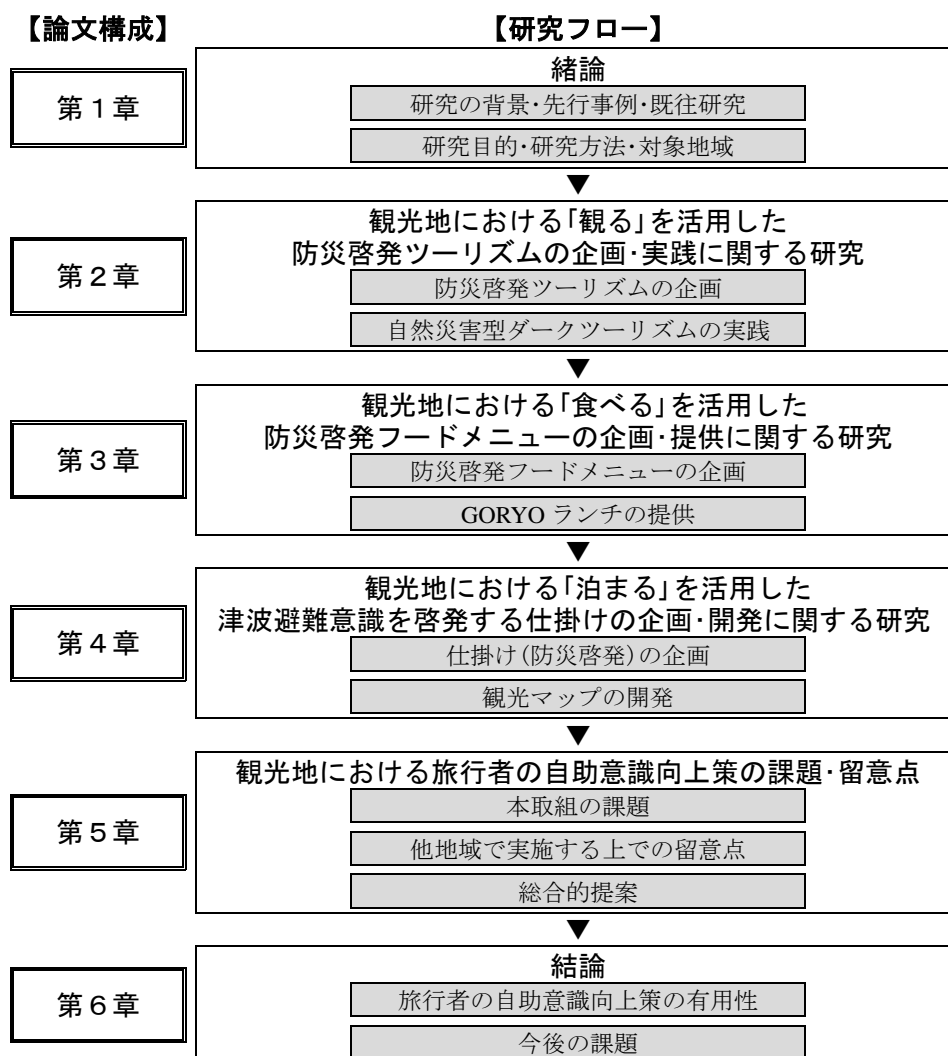 【論文構成】 【研究フロー】
第１章
緒論
研究の背景･先行事例･既往研究
研究目的･研究方法･対象地域
▼
第２章
観光地における｢観る｣を活用した
防災啓発ツーリズムの企画･実践に関する研究
防災啓発ツーリズムの企画
自然災害型ダークツーリズムの実践
▼
第３章
観光地における｢食べる｣を活用した
防災啓発フードメニューの企画･提供に関する研究
防災啓発フードメニューの企画
GORYO ランチの提供
▼
第４章
観光地における｢泊まる｣を活用した
津波避難意識を啓発する仕掛けの企画･開発に関する研究
仕掛け(防災啓発)の企画
観光マップの開発
▼
第５章
観光地における旅行者の自助意識向上策の課題･留意点
本取組の課題
他地域で実施する上での留意点
総合的提案
▼
第６章
結論
旅行者の自助意識向上策の有用性
今後の課題